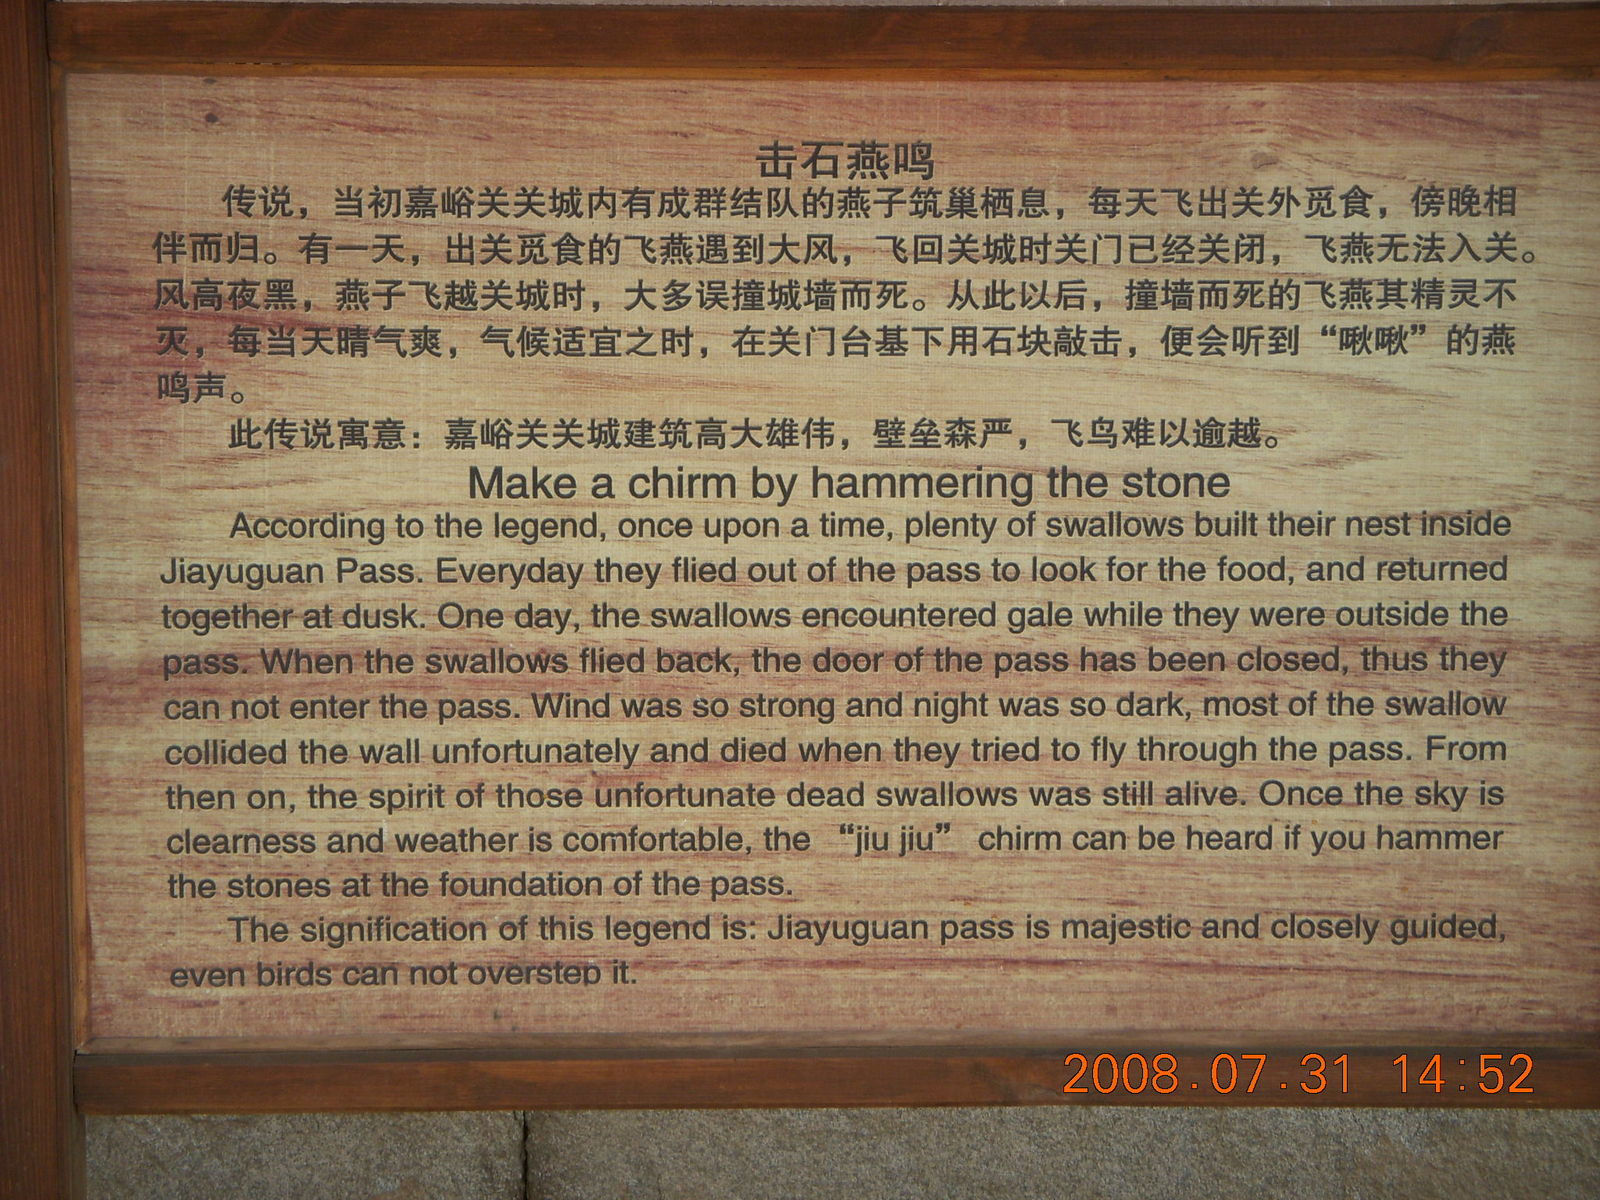 击石燕鸣
传说，当初嘉峪关关城内有成群结队的燕子筑巢栖息，每天飞出关外觅食，傍晚相
伴而归。有一天，出关觅食的飞燕遇到大风，飞回关城时关门已经关闭，飞燕无法入关。
风高夜黑，燕子飞越关城时，大多误撞城墙而死。从此以后，撞墙而死的飞燕其精灵不
灭，每当天晴气爽，气候适宜之时，在关门台基下用石块敲击，便会听到“啾啾”的燕
鸣声。
此传说寓意：嘉峪关关城建筑高大雄伟，壁垒森严，飞鸟难以逾越。
Make a chirm by hammering the stone
According to the legend, once upon a time, plenty of swallows built their nest inside
Jiayuguan Pass. Everyday they flied out of the pass to look for the food, and returned
together at dusk. One day, the swallows encountered gale while they were outside the
pass. When the swallows flied back, the door of the pass has been closed, thus they
can not enter the pass. Wind was so strong and night was so dark, most of the swallow
collided the wall unfortunately and died when they tried to fly through the pass. From
then on, the spirit of those unfortunate dead swallows was still alive. Once the sky is
clearness and weather is comfortable, the “jiu jiu” chirm can be heard if you hammer
the stones at the foundation of the pass.
The signification of this legend is: Jiayuguan pass is majestic and closely guided,
even birds can not overstep it.
2008.07.31 14:52